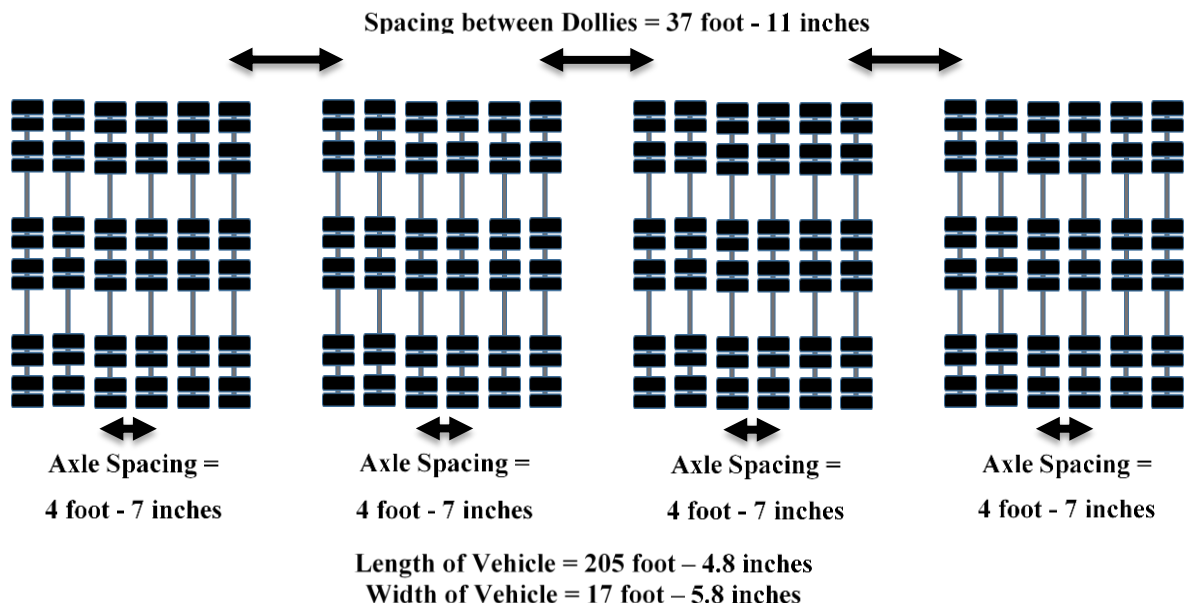 Spacing between Dollies = 37 foot - 11 inches
Axle Spacing =
4 foot - 7 inches
Axle Spacing =
4 foot - 7 inches
Axle Spacing =
4 foot - 7 inches
Axle Spacing =
4 foot - 7 inches
Length of Vehicle = 205 foot – 4.8 inches
Width of Vehicle = 17 foot – 5.8 inches